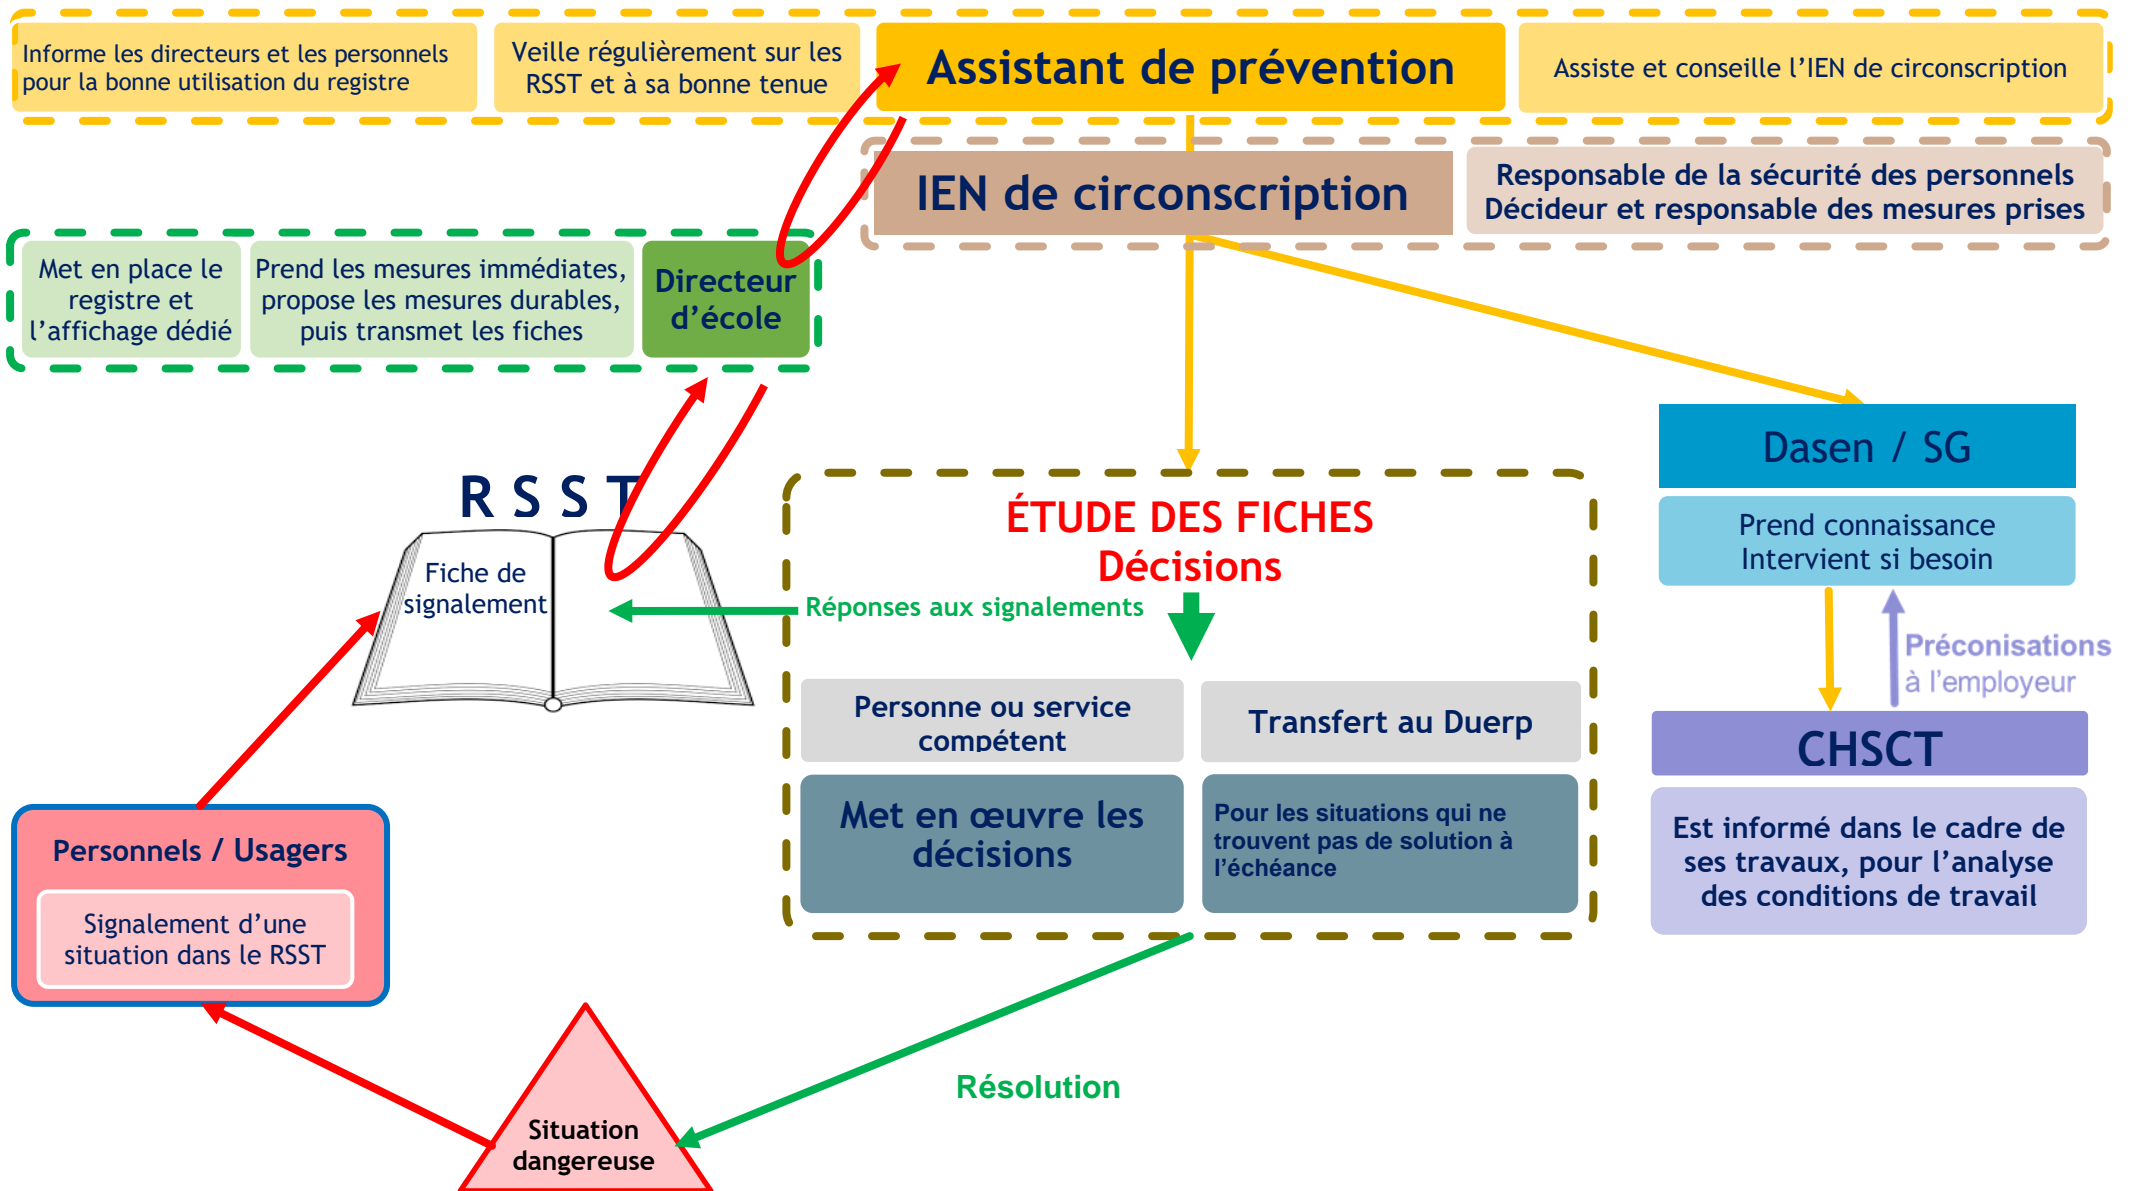 Informe les directeurs et les personnels
pour la bonne utilisation du registre
Veille régulièrement sur les
RSST et à sa bonne tenue
Assistant de prévention
Assiste et conseille l’IEN de circonscription
IEN de circonscription
Responsable de la sécurité des personnels
Décideur et responsable des mesures prises
Met en place le
registre et
l’affichage dédié
Prend les mesures immédiates,
propose les mesures durables,
puis transmet les fiches
Directeur
d’école
Dasen / SG
Prend connaissance
Intervient si besoin
R S S T
Fiche de
signalement
ÉTUDE DES FICHES
Décisions
Réponses aux signalements
Préconisations
à l’employeur
Personne ou service
compétent
Transfert au Duerp
CHSCT
Met en œuvre les
décisions
Pour les situations qui ne
trouvent pas de solution à
l’échéance
Est informé dans le cadre de
ses travaux, pour l’analyse
des conditions de travail
Personnels / Usagers
Signalement d’une
situation dans le RSST
Résolution
Situation
dangereuse